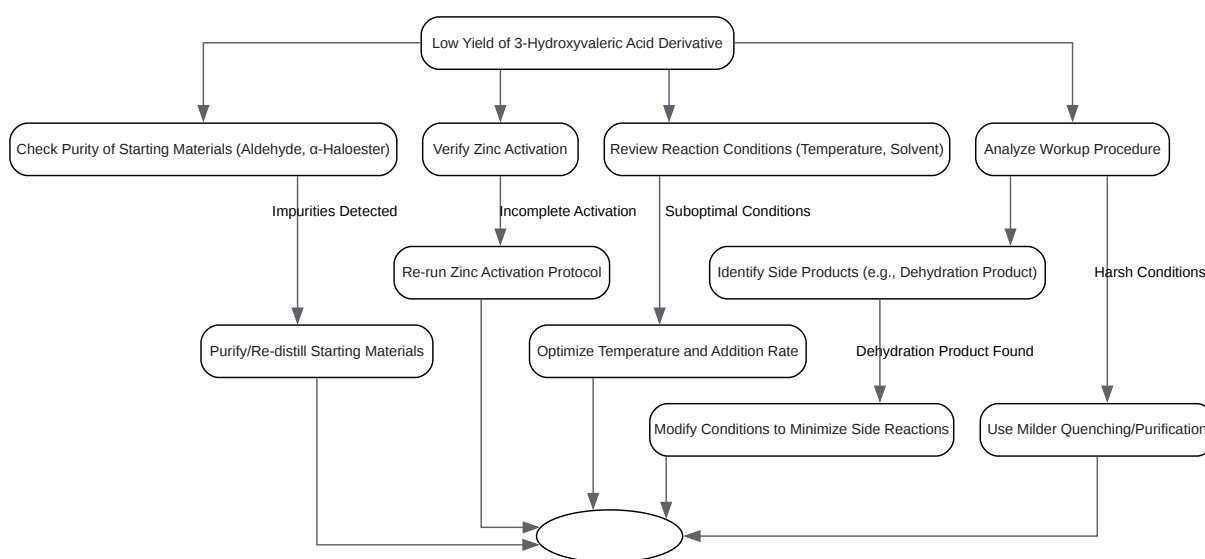 Low Yield of 3-Hydroxyvaleric Acid Derivative
Check Purity of Starting Materials (Aldehyde, α-Haloester)
Verify Zinc Activation
Review Reaction Conditions (Temperature, Solvent)
Analyze Workup Procedure
Impurities Detected
Incomplete Activation
Suboptimal Conditions
Re-run Zinc Activation Protocol
Identify Side Products (e.g., Dehydration Product)
Harsh Conditions
Purify/Re-distill Starting Materials
Optimize Temperature and Addition Rate
Dehydration Product Found
Modify Conditions to Minimize Side Reactions
Use Milder Quenching/Purification